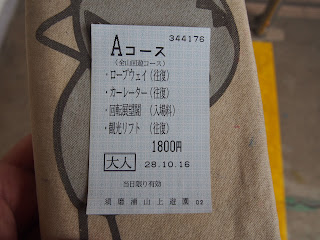 344176
Aコース
(全山回遊コース)
・ロープウェイ(往復)
・カーレーター(往復)
・回転展望閣 (入場料)
・観光リフト (往復)
1800円
大人 28.10.16
当日限り有効
須磨浦山上遊園 02